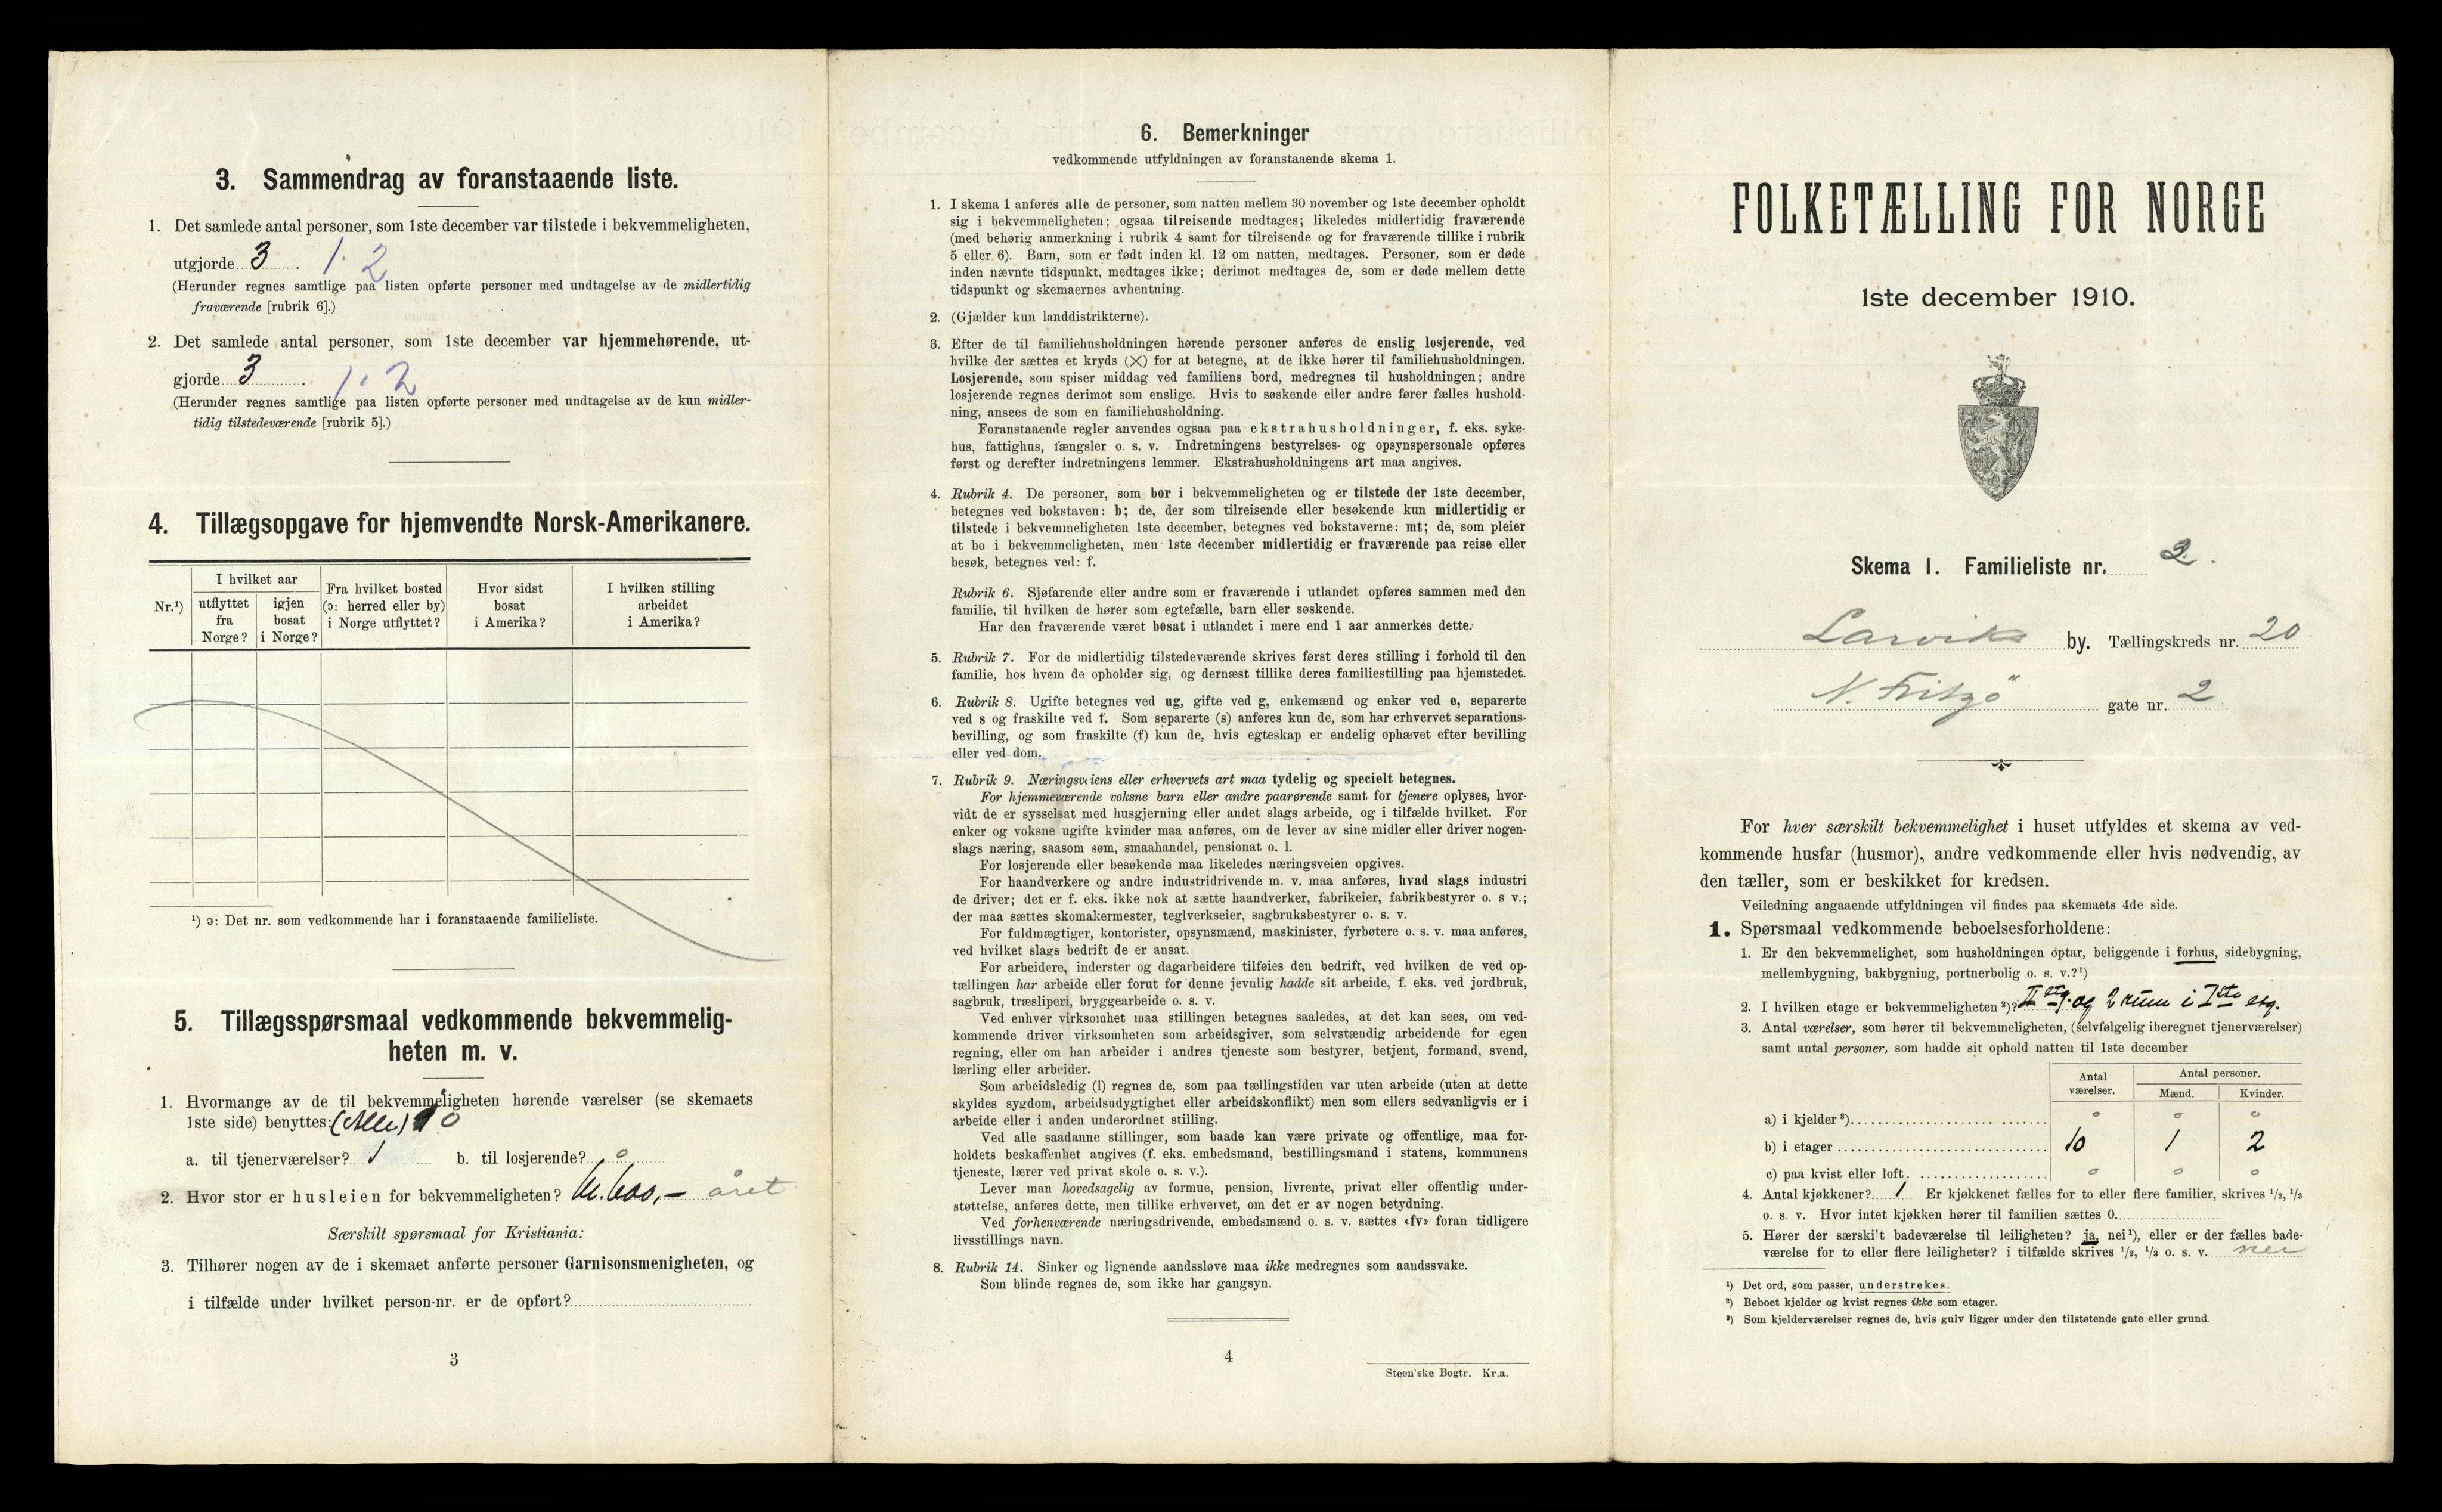 3. Sammendrag av foranstaaende liste.
1. Det samlede antal personer, som 1ste december var tilstede i bekvemmeligheten,
utgjorde 3 . 1. 2
(Herunder regnes samtlige paa listen opførte personer med undtagelse av de midlertidig
fraværende [rubrik 6].)
2. Det samlede antal personer, som 1ste december var hjemmehørende, ut-
gjorde 3 . 1. 2
(Herunder regnes samtlige paa listen opførte personer med undtagelse av de kun midler-
tidig tilstedeværende [rubrik 5].)
4. Tillægsopgave for hjemvendte Norsk-Amerikanere.
Nr.¹)
I hvilket aar
utflyttet
fra
Norge?
igjen
bosat
i Norge?
Fra hvilket bosted
(ɔ: herred eller by)
i Norge utflyttet?
Hvor sidst
bosat
i Amerika?
I hvilken stilling
arbeidet
i Amerika?
¹) ɔ: Det nr. som vedkommende har i foranstaaende familieliste.
5. Tillægsspørsmaal vedkommende bekvemmelig-
heten m. v.
1. Hvormange av de til bekvemmeligheten hørende værelser (se skemaets
1ste side) benyttes: (Alle) 10
a. til tjenerværelser? 1 b. til losjerende? 0
2. Hvor stor er husleien for bekvemmeligheten? kr. 600,- året
Særskilt spørsmaal for Kristiania:
3. Tilhører nogen av de i skemaet anførte personer Garnisonsmenigheten, og
i tilfælde under hvilket person-nr. er de opført?
3
6. Bemerkninger
vedkommende utfyldningen av foranstaaende skema 1.
1. I skema 1 anføres alle de personer, som natten mellem 30 november og 1ste december opholdt
sig i bekvemmeligheten; ogsaa tilreisende medtages; likeledes midlertidig fraværende
(med behørig anmerkning i rubrik 4 samt for tilreisende og for fraværende tillike i rubrik
5 eller 6). Barn, som er født inden kl. 12 om natten, medtages. Personer, som er døde
inden nævnte tidspunkt, medtages ikke; derimot medtages de, som er døde mellem dette
tidspunkt og skemaernes avhentning.
2. (Gjælder kun landdistrikterne).
3. Efter de til familiehusholdningen hørende personer anføres de enslig losjerende, ved
hvilke der sættes et kryds (×) for at betegne, at de ikke hører til familiehusholdningen.
Losjerende, som spiser middag ved familiens bord, medregnes til husholdningen; andre
losjerende regnes derimot som enslige. Hvis to søskende eller andre fører fælles hushold-
ning, ansees de som en familiehusholdning.
Foranstaaende regler anvendes ogsaa paa ekstrahusholdninger, f. eks. syke-
hus, fattighus, fængsler o. s. v. Indretningens bestyrelses- og opsynspersonale opføres
først og derefter indretningens lemmer. Ekstrahusholdningens art maa angives.
4. Rubrik 4. De personer, som bor i bekvemmeligheten og er tilstede der 1ste december,
betegnes ved bokstaven: b; de, der som tilreisende eller besøkende kun midlertidig er
tilstede i bekvemmeligheten 1ste december, betegnes ved bokstaverne: mt; de, som pleier
at bo i bekvemmeligheten, men 1ste december midlertidig er fraværende paa reise eller
besøk, betegnes ved: f.
Rubrik 6. Sjøfarende eller andre som er fraværende i utlandet opføres sammen med den
familie, til hvilken de hører som egtefælle, barn eller søskende.
Har den fraværende været bosat i utlandet i mere end 1 aar anmerkes dette.
5. Rubrik 7. For de midlertidig tilstedeværende skrives først deres stilling i forhold til den
familie, hos hvem de opholder sig, og dernæst tillike deres familiestilling paa hjemstedet.
6. Rubrik 8. Ugifte betegnes ved ug, gifte ved g, enkemænd og enker ved e, separerte
ved s og fraskilte ved f. Som separerte (s) anføres kun de, som har erhvervet separations-
bevilling, og som fraskilte (f) kun de, hvis egteskap er endelig ophævet efter bevilling
eller ved dom.
7. Rubrik 9. Næringsveiens eller erhvervets art maa tydelig og specielt betegnes.
For hjemmeværende voksne barn eller andre paarørende samt for tjenere oplyses, hvor-
vidt de er sysselsat med husgjerning eller andet slags arbeide, og i tilfælde hvilket. For
enker og voksne ugifte kvinder maa anføres, om de lever av sine midler eller driver nogen-
slags næring, saasom søm, smaahandel, pensionat o. l.
For losjerende eller besøkende maa likeledes næringsveien opgives.
For haandverkere og andre industridrivende m. v. maa anføres, hvad slags industri
de driver; det er f. eks. ikke nok at sætte haandverker, fabrikeier, fabrikbestyrer o. s v.;
der maa sættes skomakermester, teglverkseier, sagbruksbestyrer o. s. v.
For fuldmægtiger, kontorister, opsynsmænd, maskinister, fyrbøtere o. s. v. maa anføres,
ved hvilket slags bedrift de er ansat.
For arbeidere, inderster og dagarbeidere tilføies den bedrift, ved hvilken de ved op-
tællingen har arbeide eller forut for denne jevnlig hadde sit arbeide, f. eks. ved jordbruk,
sagbruk, træsliperi, bryggearbeide o. s. v.
Ved enhver virksomhet maa stillingen betegnes saaledes, at det kan sees, om ved-
kommende driver virksomheten som arbeidsgiver, som selvstændig arbeidende for egen
regning, eller om han arbeider i andres tjeneste som bestyrer, betjent, formand, svend,
lærling eller arbeider.
Som arbeidsledig (l) regnes de, som paa tællingstiden var uten arbeide (uten at dette
skyldes sygdom, arbeidsudygtighet eller arbeidskonflikt) men som ellers sedvanligvis er i
arbeide eller i anden underordnet stilling.
Ved alle saadanne stillinger, som baade kan være private og offentlige, maa for-
holdets beskaffenhet angives (f. eks. embedsmand, bestillingsmand i statens, kommunens
tjeneste, lærer ved privat skole o. s. v.).
Lever man hovedsagelig av formue, pension, livrente, privat eller offentlig under-
støttelse, anføres dette, men tillike erhvervet, om det er av nogen betydning.
Ved forhenværende næringsdrivende, embedsmænd o. s. v. sættes «fv» foran tidligere
livsstillings navn.
8. Rubrik 14. Sinker og lignende aandssløve maa ikke medregnes som aandssvake.
Som blinde regnes de, som ikke har gangsyn.
4
Steen'ske Bogtr. Kr.a.
FOLKETÆLLING FOR NORGE
1ste december 1910.
Skema 1. Familieliste nr. 2.
Larviks by. Tællingskreds nr. 20
N. Fritzö gate nr. 2
For hver særskilt bekvemmelighet i huset utfyldes et skema av ved-
kommende husfar (husmor), andre vedkommende eller hvis nødvendig, av
den tæller, som er beskikket for kredsen.
Veiledning angaaende utfyldningen vil findes paa skemaets 4de side.
1. Spørsmaal vedkommende beboelsesforholdene:
1. Er den bekvemmelighet, som husholdningen optar, beliggende i forhus, sidebygning,
mellembygning, bakbygning, portnerbolig o. s. v.?¹)
2. I hvilken etage er bekvemmeligheten²)? II etg. og 2 rum i Iste etg.
3. Antal værelser, som hører til bekvemmeligheten, (selvfølgelig iberegnet tjenerværelser)
samt antal personer, som hadde sit ophold natten til 1ste december
Antal
værelser.
Antal personer.
Mænd. Kvinder.
a) i kjelder³) 0 0 0
b) i etager 10 1 2
c) paa kvist eller loft 0 0 0
4. Antal kjøkkener? 1 Er kjøkkenet fælles for to eller flere familier, skrives ½, ⅓
o. s. v. Hvor intet kjøkken hører til familien sættes 0.
5. Hører der særskilt badeværelse til leiligheten? ja, nei¹), eller er der fælles bade-
værelse for to eller flere leiligheter? i tilfælde skrives ½, ⅓ o. s. v. nei
¹) Det ord, som passer, understrekes.
²) Beboet kjelder og kvist regnes ikke som etager.
³) Som kjelderværelser regnes de, hvis gulv ligger under den tilstøtende gate eller grund.